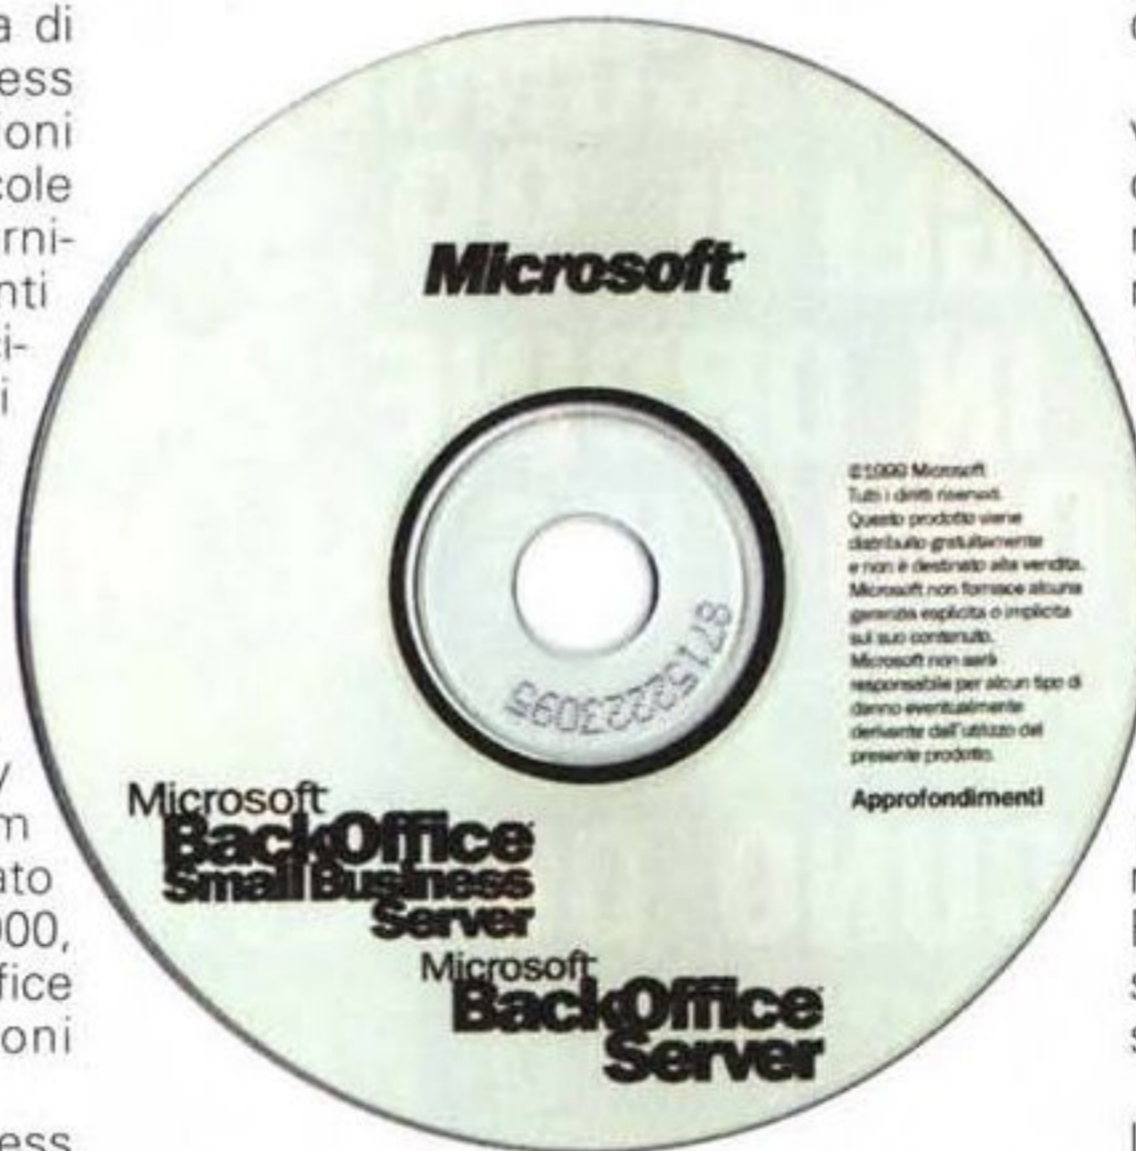 a di
ess
oni
cole
rni-
nti
ci-
i
y
m
ato
000,
fice
oni
ess
Microsoft
©1999 Microsoft
Tutti i diritti riservati.
Questo prodotto viene
distribuito gratuitamente
e non è destinato alla vendita.
Microsoft non fornisce alcuna
garanzia esplicita o implicita
sul suo contenuto.
Microsoft non sarà
responsabile per alcun tipo di
danno eventualmente
derivante dall'utilizzo del
presente prodotto.
Approfondimenti
Microsoft
BackOffice
Small Business
Server
Microsoft
BackOffice
Server